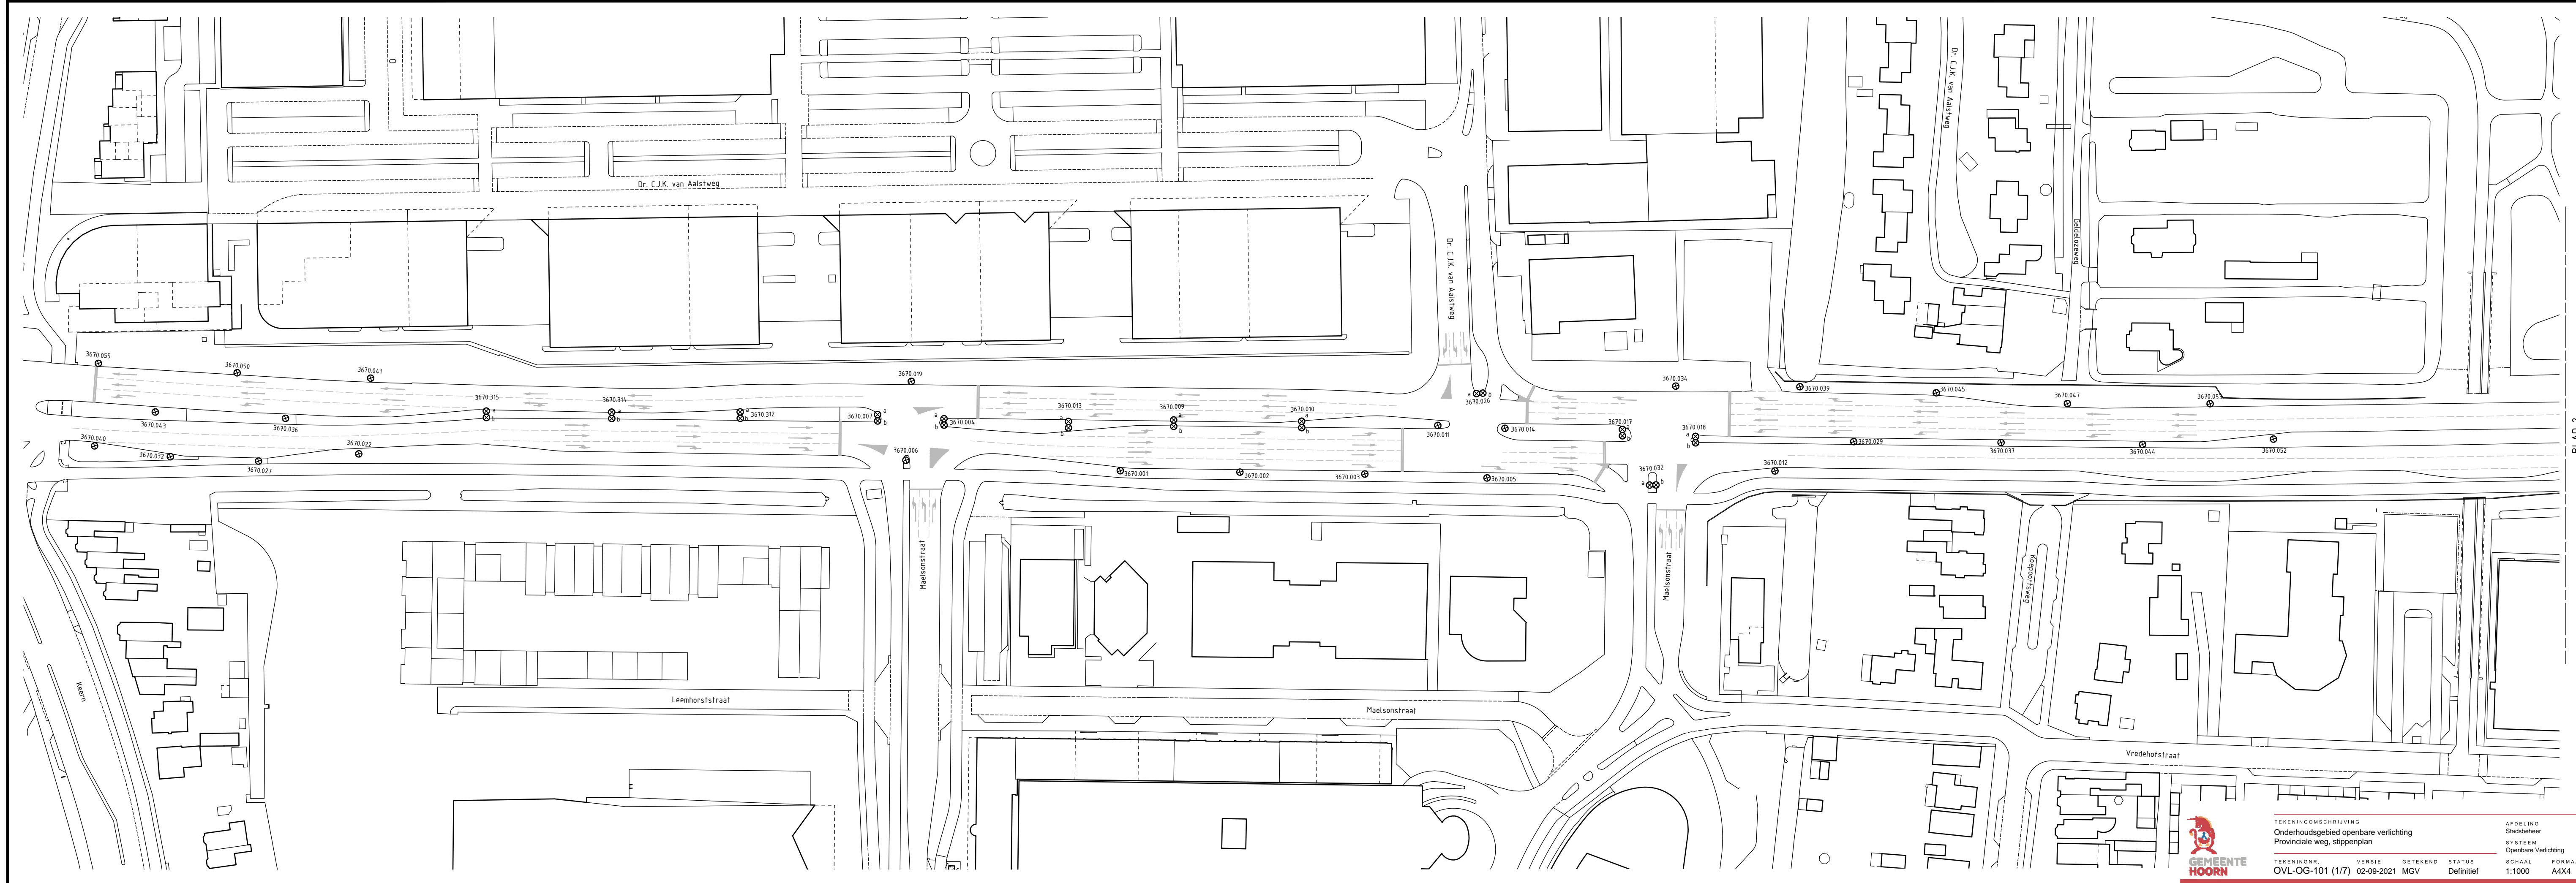 Dr. C.J.K. van Aalstweg
Dr. C.J.K. van Aalstweg
Dr. C.J.K. van Aalstweg
Geldelozeweg
3670.055
3670.050
3670.041
3670.019
3670.034
3670.039
3670.045
3670.047
3670.053
3670.026
a
b
3670.315
a
b
3670.314
a
b
3670.312
a
b
3670.007
a
b
3670.004
a
b
3670.013
a
b
3670.009
a
b
3670.010
a
b
3670.011
3670.014
3670.017
a
b
3670.018
a
b
3670.043
3670.036
3670.040
3670.032
3670.027
3670.022
3670.006
3670.001
3670.002
3670.003
3670.005
3670.032
a
b
3670.012
3670.029
3670.037
3670.044
3670.052
Maelsonstraat
Maelsonstraat
Koepoortsweg
Keern
Leemhorststraat
Maelsonstraat
Vredehofstraat
GEMEENTE
HOORN
TEKENINGOMSCHRIJVING
Onderhoudsgebied openbare verlichting
Provinciale weg, stippenplan
AFDELING
Stadsbeheer
SYSTEEM
Openbare Verlichting
TEKENINGNR. VERSIE GETEKEND STATUS SCHAAL
OVL-OG-101 (1/7) 02-09-2021 MGV Definitief 1:1000 A4X4